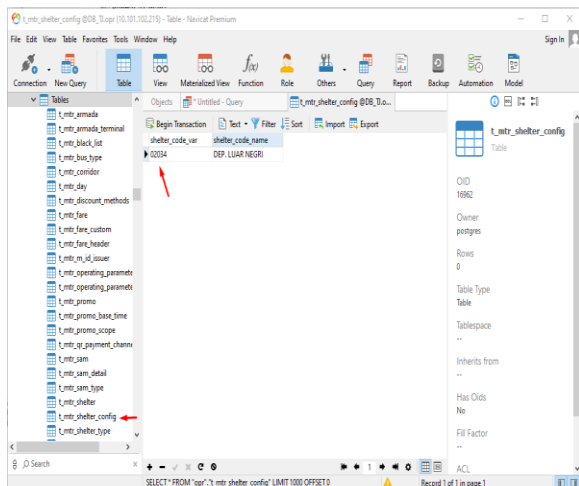 t_mtr_shelter_config @DB_TJ.opr (10.101.102.215) - Table - Navicat Premium
File Edit View Table Favorites Tools Window Help
Sign In
Connection New Query Table View Materialized View Function Role Others Query Report Backup Automation Model
Tables
t_mtr_armada
t_mtr_armada_terminal
t_mtr_black_list
t_mtr_bus_type
t_mtr_corridor
t_mtr_day
t_mtr_discount_methods
t_mtr_fare
t_mtr_fare_custom
t_mtr_fare_header
t_mtr_m_id_issuer
t_mtr_operating_paramete
t_mtr_operating_paramete
t_mtr_promo
t_mtr_promo_base_time
t_mtr_promo_scope
t_mtr_qr_payment_channe
t_mtr_sam
t_mtr_sam_detail
t_mtr_sam_type
t_mtr_shelter
t_mtr_shelter_config
t_mtr_shelter_type
Search
Objects * Untitled - Query t_mtr_shelter_config @DB_TJ.o...
Begin Transaction Text Filter Sort Import Export
shelter_code_var shelter_code_name
02034 DEP. LUAR NEGRI
1
SELECT * FROM "opr"."t_mtr_shelter_config" LIMIT 1000 OFFSET 0
Record 1 of 1 in page 1
t_mtr_shelter_config
Table
OID
16962
Owner
postgres
Rows
0
Table Type
Table
Tablespace
--
Inherits from
--
Has Oids
No
Fill Factor
--
ACL